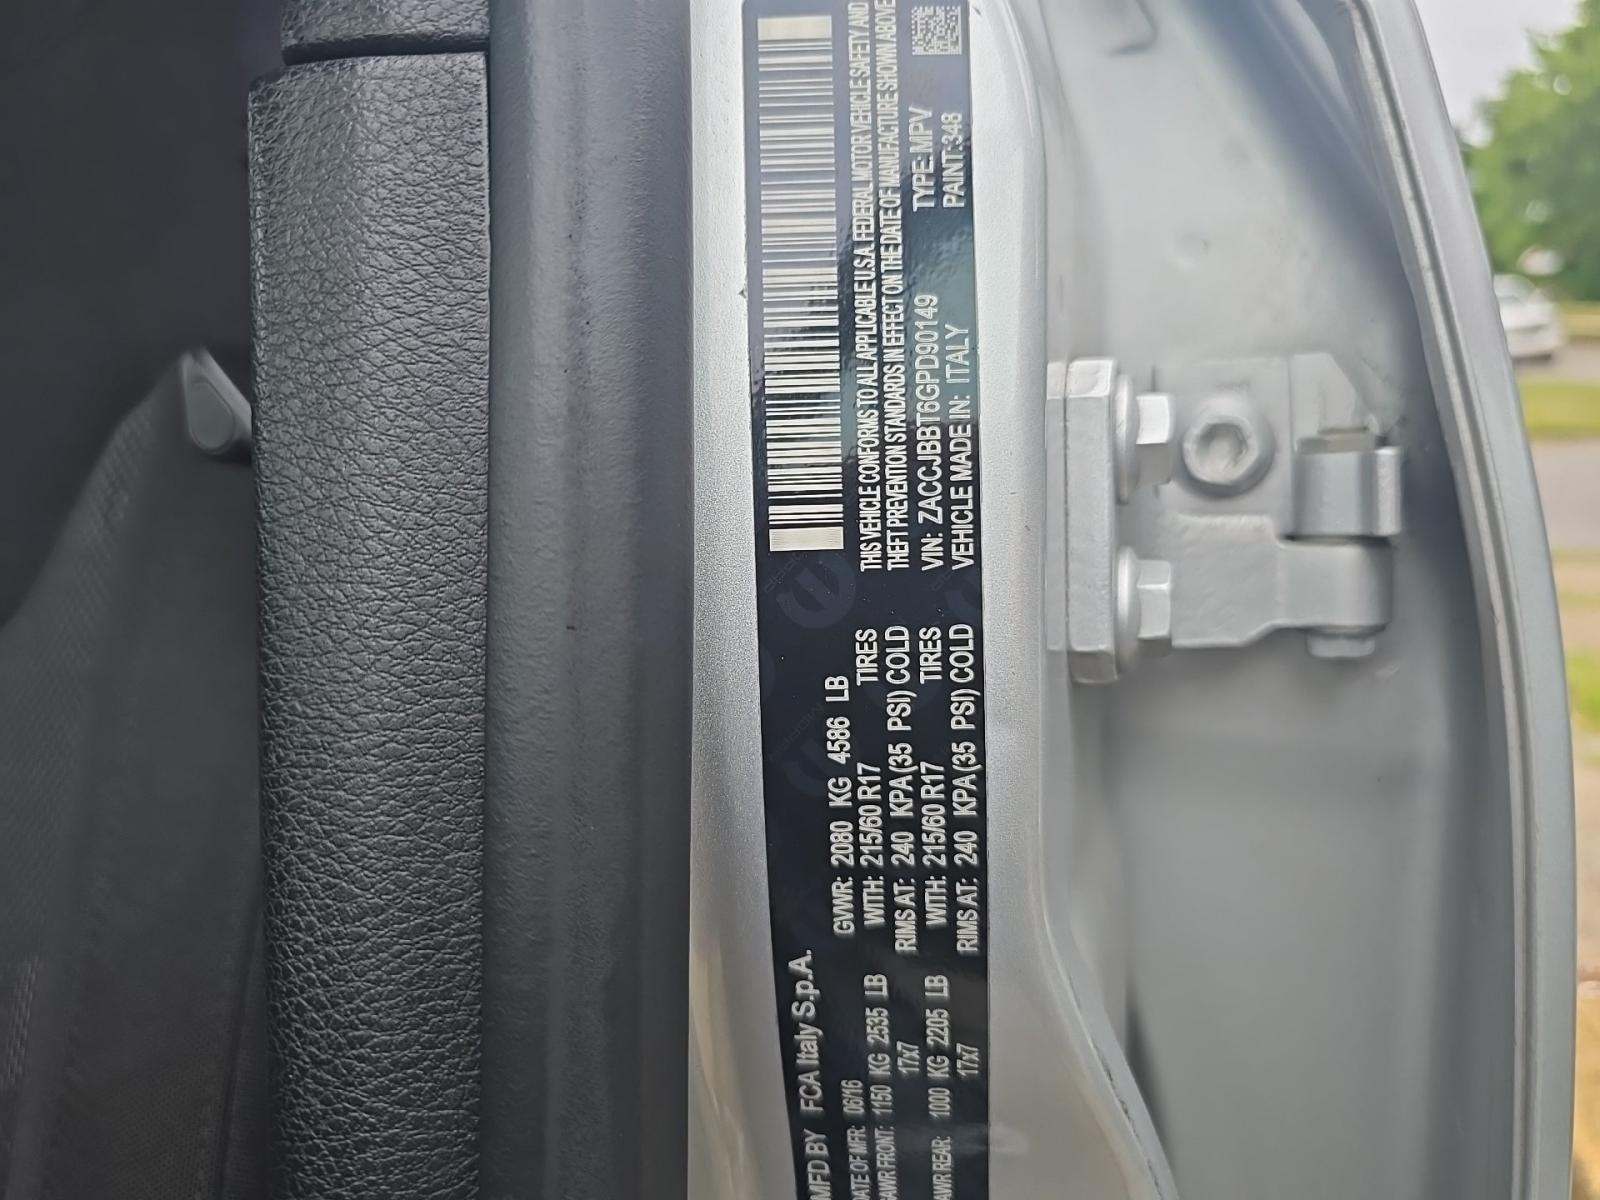 MFD BY FCA Italy S.p.A.
DATE OF MFR: 06/16 GVWR: 2080 KG 4586 LB
GAWR FRONT: 1150 KG 2535 LB WITH: 215/60 R17 TIRES
17x7 RIMS AT: 240 KPA(35 PSI) COLD
GAWR REAR: 1000 KG 2205 LB WITH: 215/60 R17 TIRES
17x7 RIMS AT: 240 KPA(35 PSI) COLD
THIS VEHICLE CONFORMS TO ALL APPLICABLE U.S.A. FEDERAL MOTOR VEHICLE SAFETY AND
THEFT PREVENTION STANDARDS IN EFFECT ON THE DATE OF MANUFACTURE SHOWN ABOVE
VIN: ZACCJBBT6GPD90149 TYPE:MPV
VEHICLE MADE IN: ITALY PAINT:348